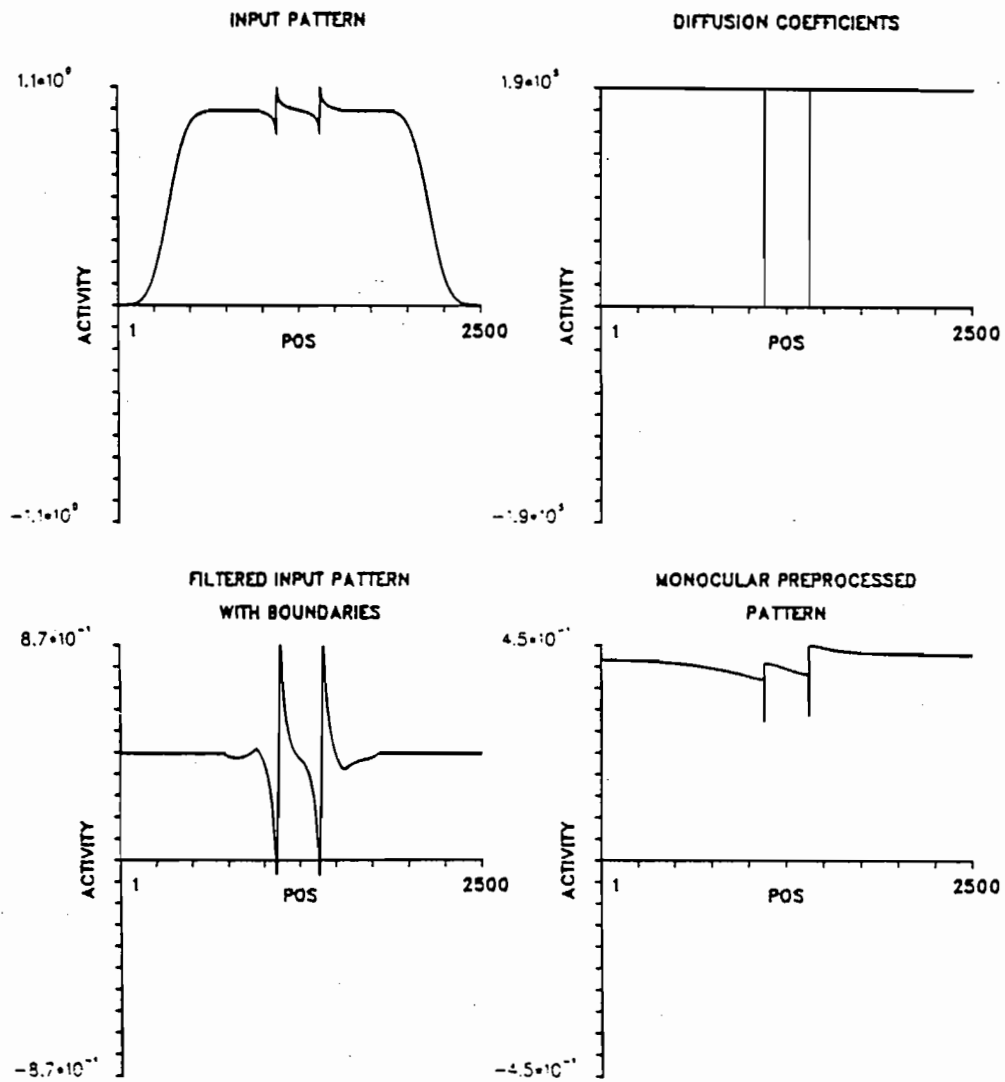 INPUT PATTERN
1.1*10⁰
ACTIVITY
1
POS
2500
-1.1*10⁰
DIFFUSION COEFFICIENTS
1.9*10⁵
ACTIVITY
1
POS
2500
-1.9*10⁵
FILTERED INPUT PATTERN
WITH BOUNDARIES
8.7*10⁻¹
ACTIVITY
1
POS
2500
-8.7*10⁻¹
MONOCULAR PREPROCESSED
PATTERN
4.5*10⁻¹
ACTIVITY
1
POS
2500
-4.5*10⁻¹